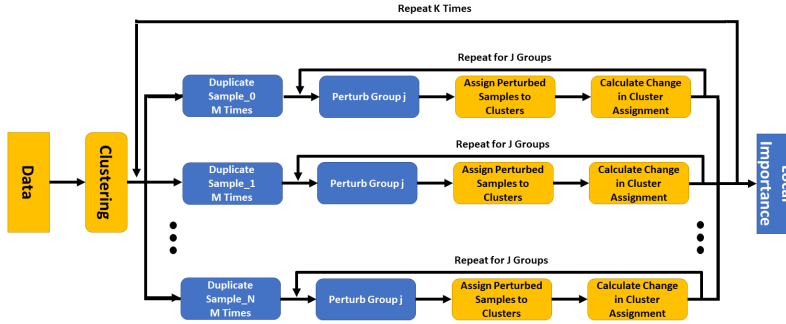 Repeat K Times
Repeat for J Groups
Duplicate
Sample_0
M Times
Perturb Group j
Assign Perturbed
Samples to
Clusters
Calculate Change
in Cluster
Assignment
Data
Clustering
Repeat for J Groups
Duplicate
Sample_1
M Times
Perturb Group j
Assign Perturbed
Samples to
Clusters
Calculate Change
in Cluster
Assignment
Local
Importance
Repeat for J Groups
Duplicate
Sample_N
M Times
Perturb Group j
Assign Perturbed
Samples to
Clusters
Calculate Change
in Cluster
Assignment